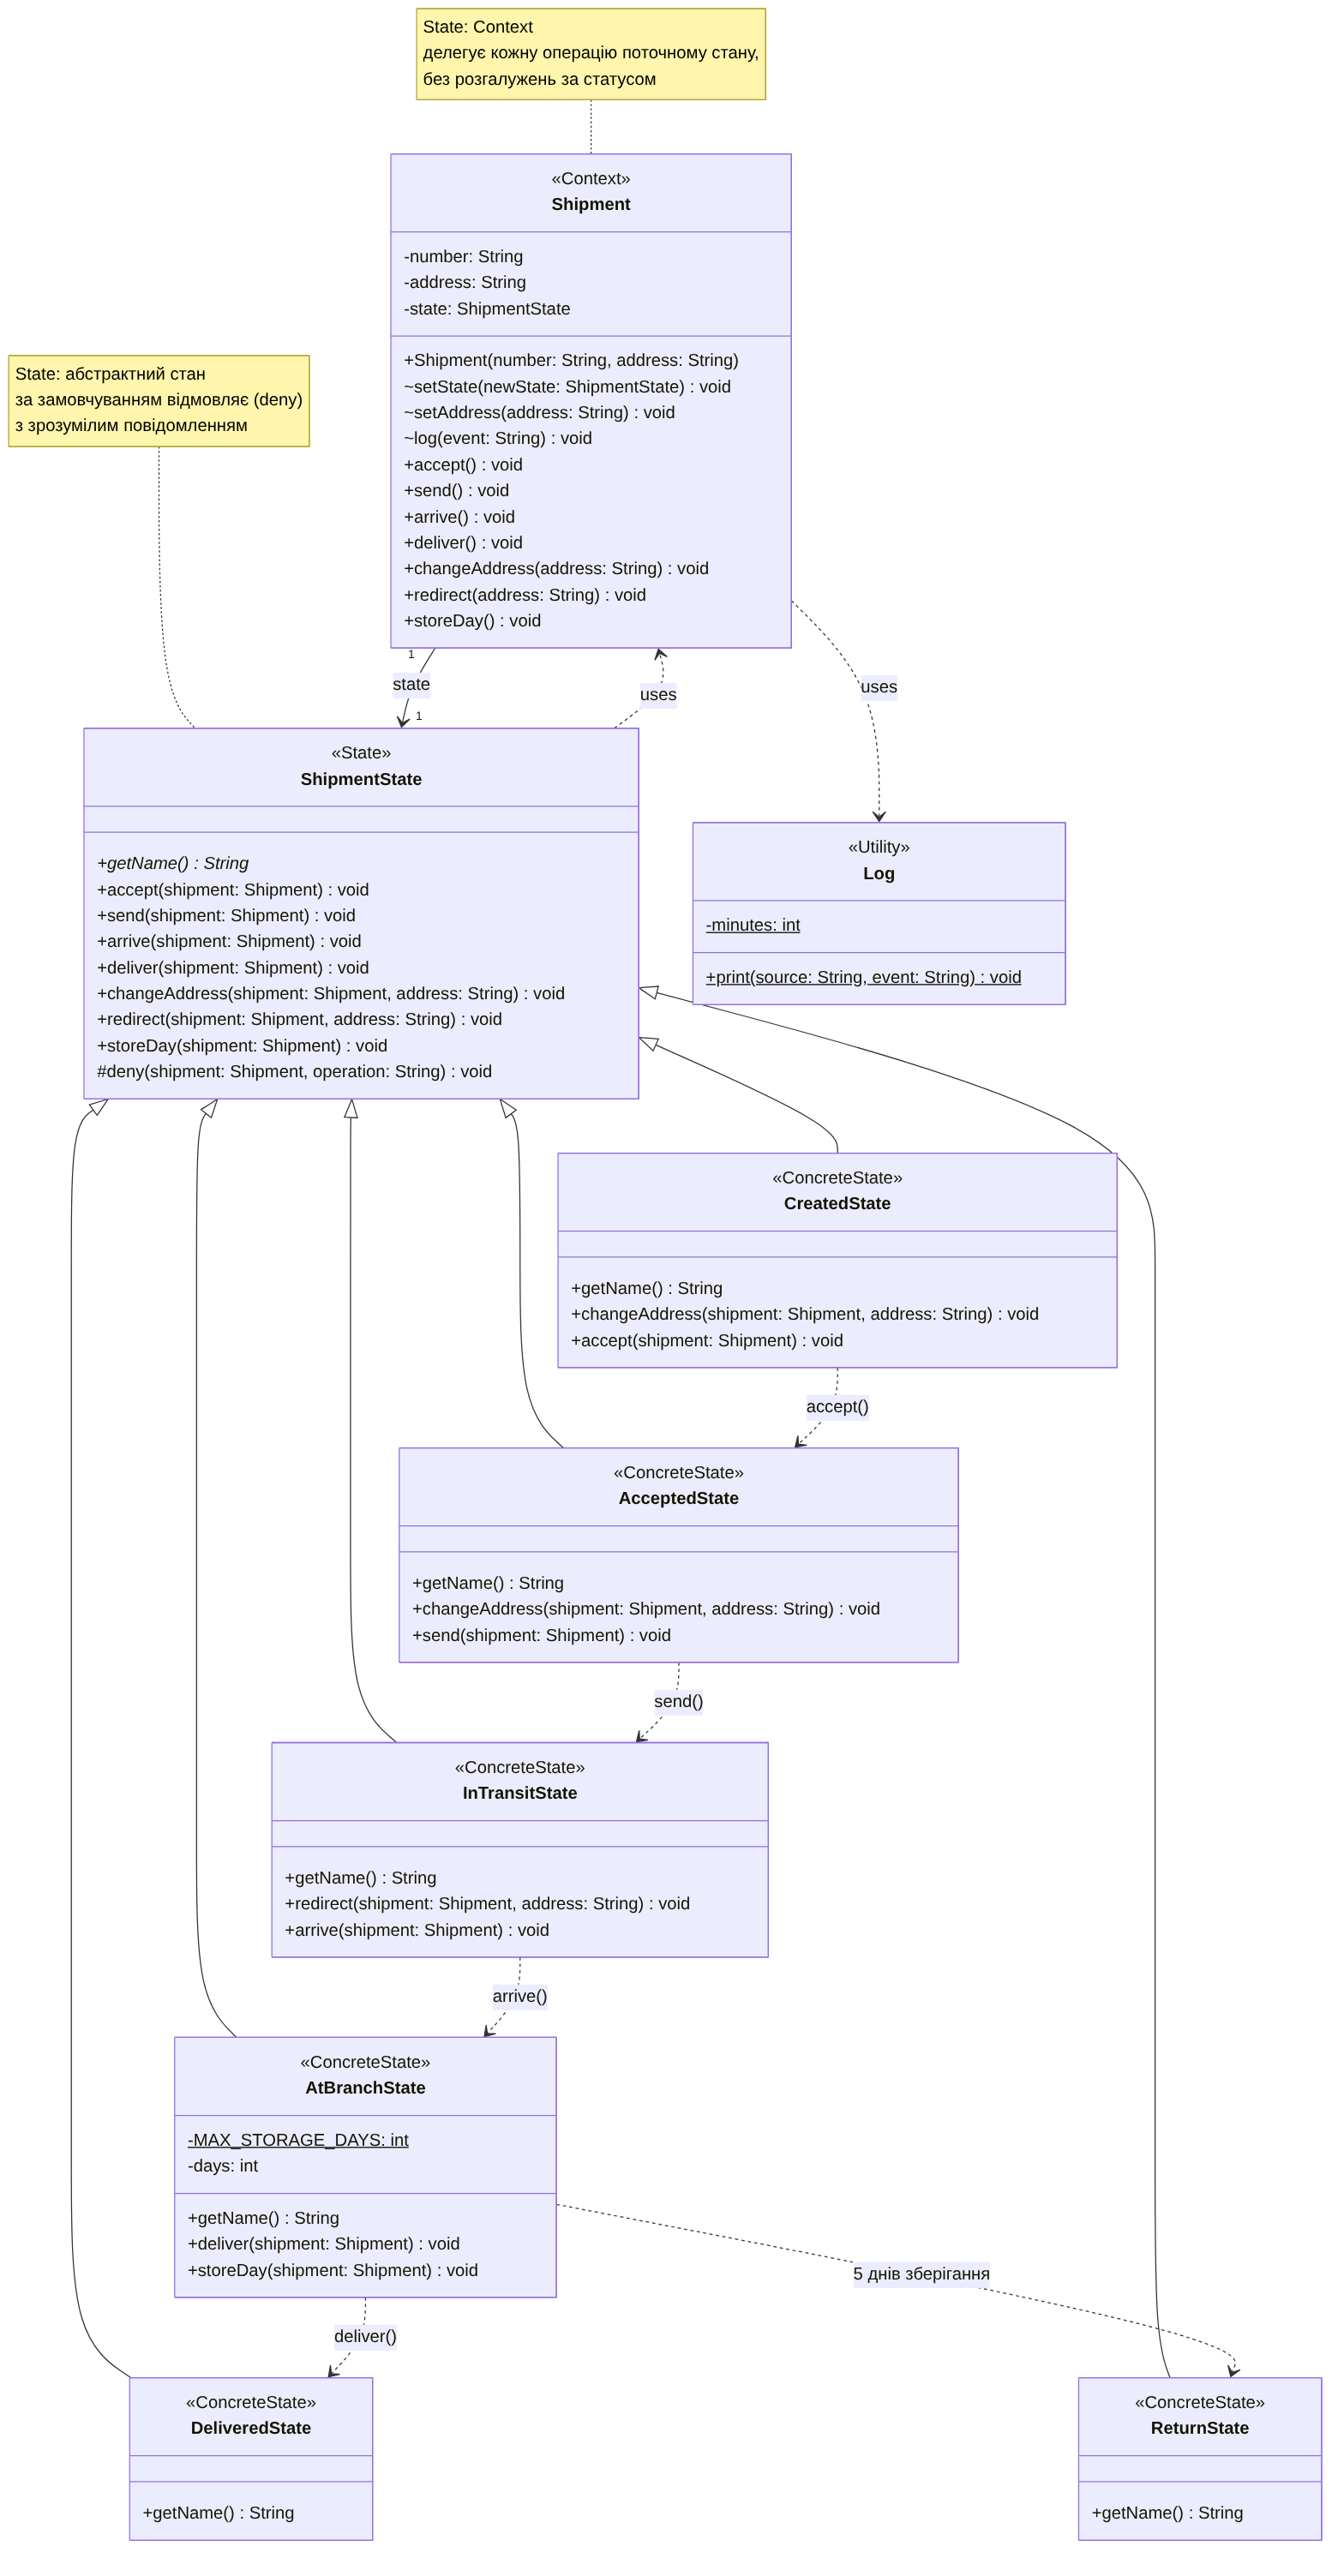 State: Context
делегує кожну операцію поточному стану,
без розгалужень за статусом
«Context»
Shipment
-number: String
-address: String
-state: ShipmentState
+Shipment(number: String, address: String)
~setState(newState: ShipmentState) : void
~setAddress(address: String) : void
~log(event: String) : void
+accept() : void
+send() : void
+arrive() : void
+deliver() : void
+changeAddress(address: String) : void
+redirect(address: String) : void
+storeDay() : void
State: абстрактний стан
за замовчуванням відмовляє (deny)
з зрозумілим повідомленням
1
state
1
uses
uses
«State»
ShipmentState
+getName() : String
+accept(shipment: Shipment) : void
+send(shipment: Shipment) : void
+arrive(shipment: Shipment) : void
+deliver(shipment: Shipment) : void
+changeAddress(shipment: Shipment, address: String) : void
+redirect(shipment: Shipment, address: String) : void
+storeDay(shipment: Shipment) : void
#deny(shipment: Shipment, operation: String) : void
«Utility»
Log
-minutes: int
+print(source: String, event: String) : void
«ConcreteState»
CreatedState
+getName() : String
+changeAddress(shipment: Shipment, address: String) : void
+accept(shipment: Shipment) : void
accept()
«ConcreteState»
AcceptedState
+getName() : String
+changeAddress(shipment: Shipment, address: String) : void
+send(shipment: Shipment) : void
send()
«ConcreteState»
InTransitState
+getName() : String
+redirect(shipment: Shipment, address: String) : void
+arrive(shipment: Shipment) : void
arrive()
«ConcreteState»
AtBranchState
-MAX_STORAGE_DAYS: int
-days: int
+getName() : String
+deliver(shipment: Shipment) : void
+storeDay(shipment: Shipment) : void
5 днів зберігання
deliver()
«ConcreteState»
DeliveredState
+getName() : String
«ConcreteState»
ReturnState
+getName() : String